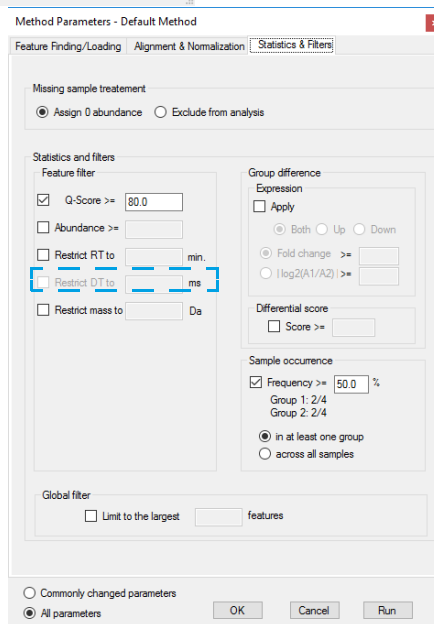 Method Parameters - Default Method
Feature Finding/Loading Alignment & Normalization Statistics & Filters
Missing sample treatement
Assign 0 abundance Exclude from analysis
Statistics and filters
Feature filter
Q-Score >= 80.0
Abundance >=
Restrict RT to min.
Restrict DT to ms
Restrict mass to Da
Group difference
Expression
Apply
Both Up Down
Fold change >=
| log2(A1/A2) | >=
Differential score
Score >=
Sample occurrence
Frequency >= 50.0 %
Group 1: 2/4
Group 2: 2/4
in at least one group
across all samples
Global filter
Limit to the largest features
Commonly changed parameters
All parameters
OK Cancel Run